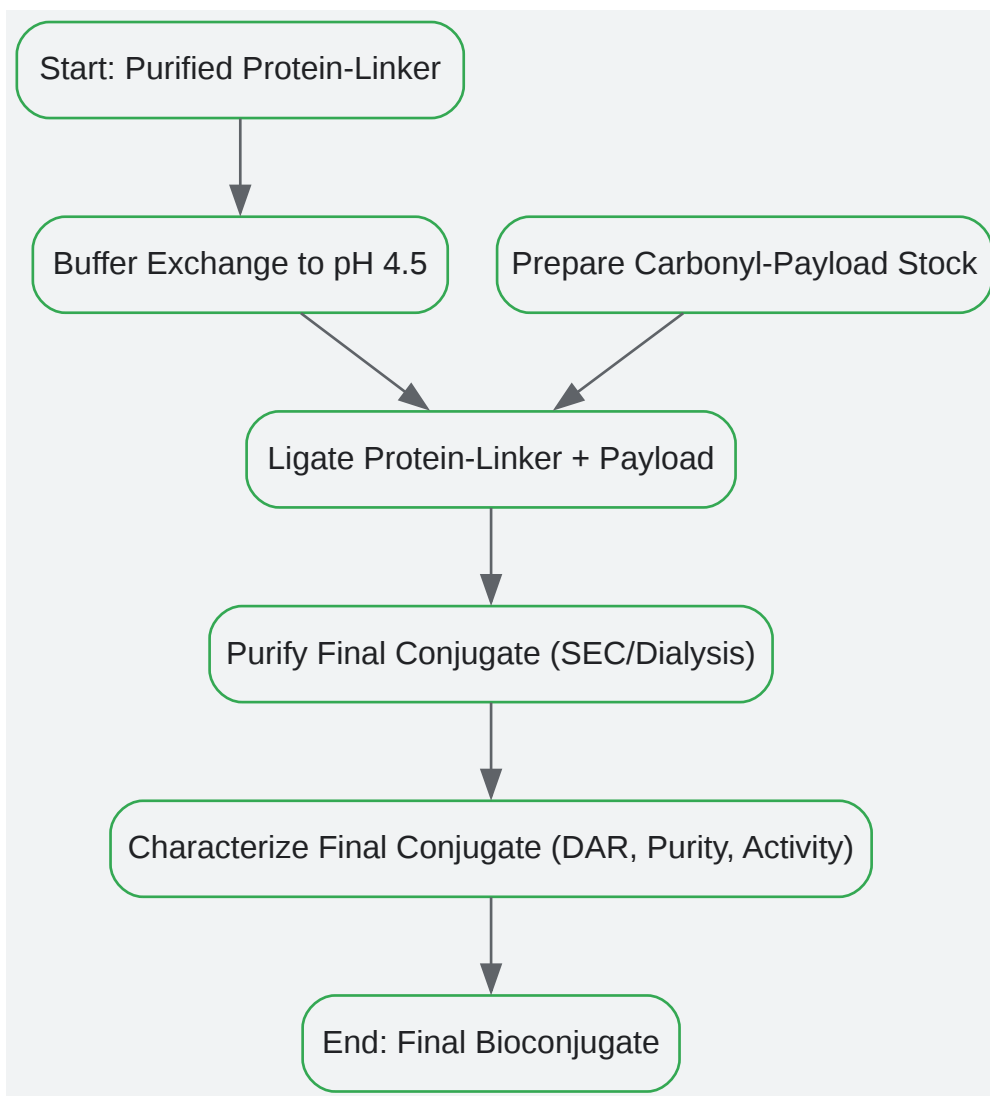 Start: Purified Protein-Linker
Buffer Exchange to pH 4.5
Prepare Carbonyl-Payload Stock
Ligate Protein-Linker + Payload
Purify Final Conjugate (SEC/Dialysis)
Characterize Final Conjugate (DAR, Purity, Activity)
End: Final Bioconjugate